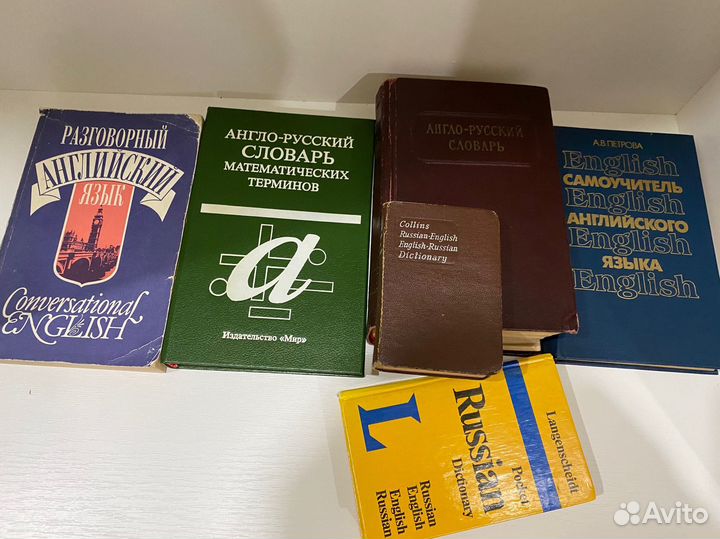 РАЗГОВОРНЫЙ
АНГЛИЙСКИЙ
ЯЗЫК
Conversational
ENGLISH
АНГЛО-РУССКИЙ
СЛОВАРЬ
МАТЕМАТИЧЕСКИХ
ТЕРМИНОВ
a
Издательство «Мир»
АНГЛО-РУССКИЙ
СЛОВАРЬ
Collins
Russian-English
English-Russian
Dictionary
А.В.ПЕТРОВА
English
САМОУЧИТЕЛЬ
English
АНГЛИЙСКОГО
English
ЯЗЫКА
English
Langenscheidt
Pocket
Russian
Dictionary
L
Russian
English
English
Russian
Avito